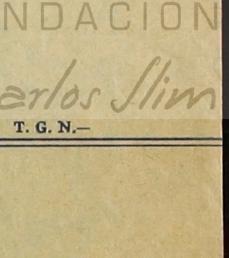 NDACION
arlos Slim
T. G. N.—